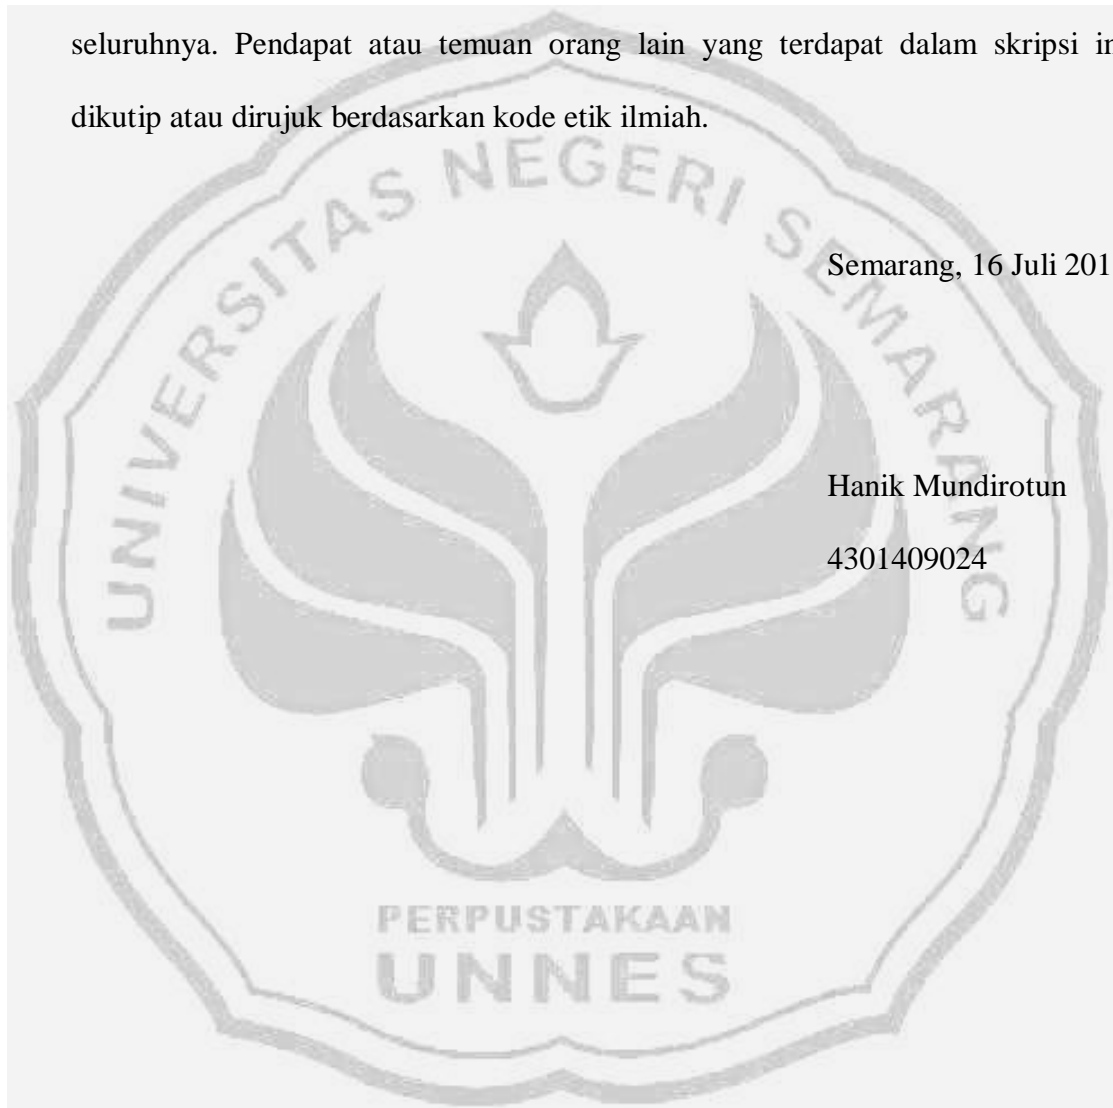 seluruhnya. Pendapat atau temuan orang lain yang terdapat dalam skripsi in
dikutip atau dirujuk berdasarkan kode etik ilmiah.
UNIVERSITAS NEGERI SEMARANG
Semarang, 16 Juli 201
Hanik Mundirotun
4301409024
PERPUSTAKAAN
UNNES